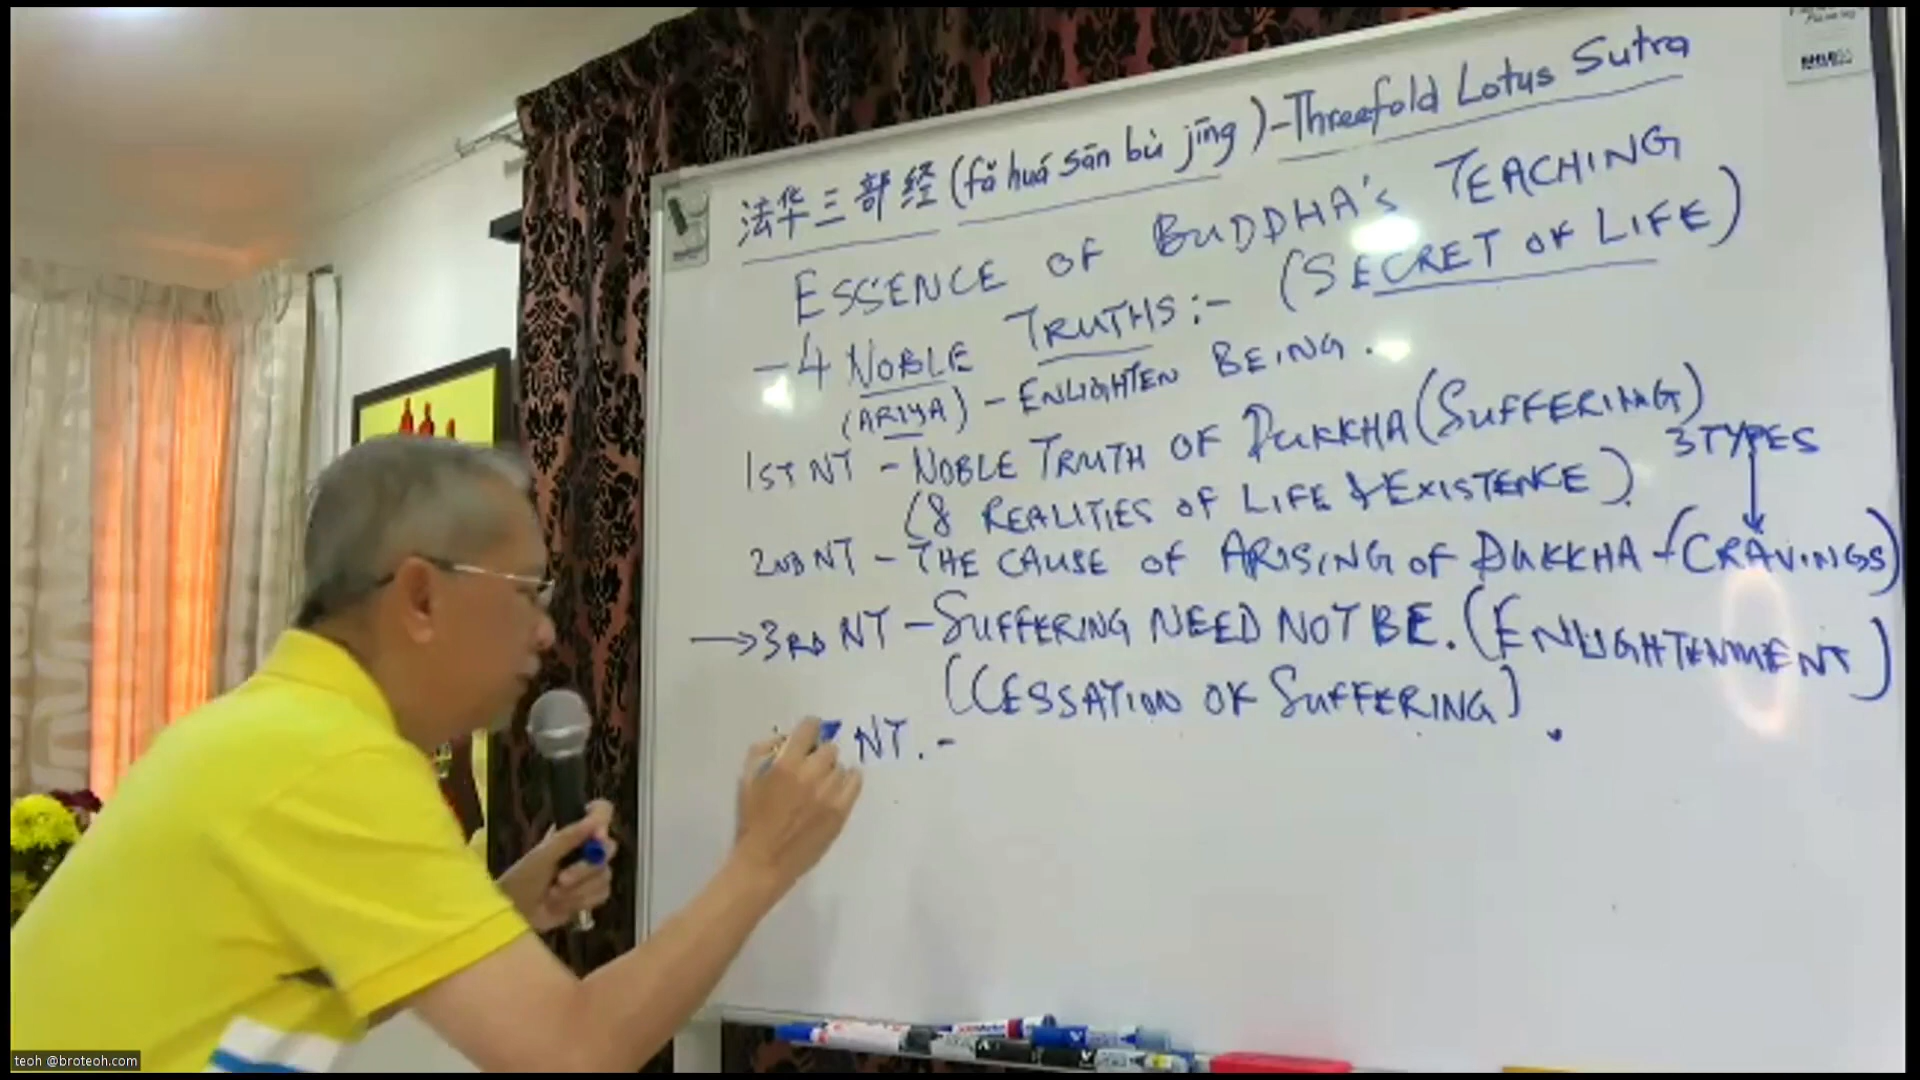 法华三部经 (fǎ huá sān bù jīng) - Threefold Lotus Sutra
ESSENCE OF BUDDHA'S TEACHING
- 4 NOBLE TRUTHS :- (SECRET OF LIFE)
(ARIYA) - ENLIGHTEN BEING.
1ST NT - NOBLE TRUTH OF DUKKHA (SUFFERING)
(8 REALITIES OF LIFE & EXISTENCE).
3 TYPES
2ND NT - THE CAUSE OF ARISING OF DUKKHA - (CRAVINGS)
→ 3RD NT - SUFFERING NEED NOT BE. (ENLIGHTENMENT)
(CESSATION OF SUFFERING).
NT. -
teoh @broteoh.com